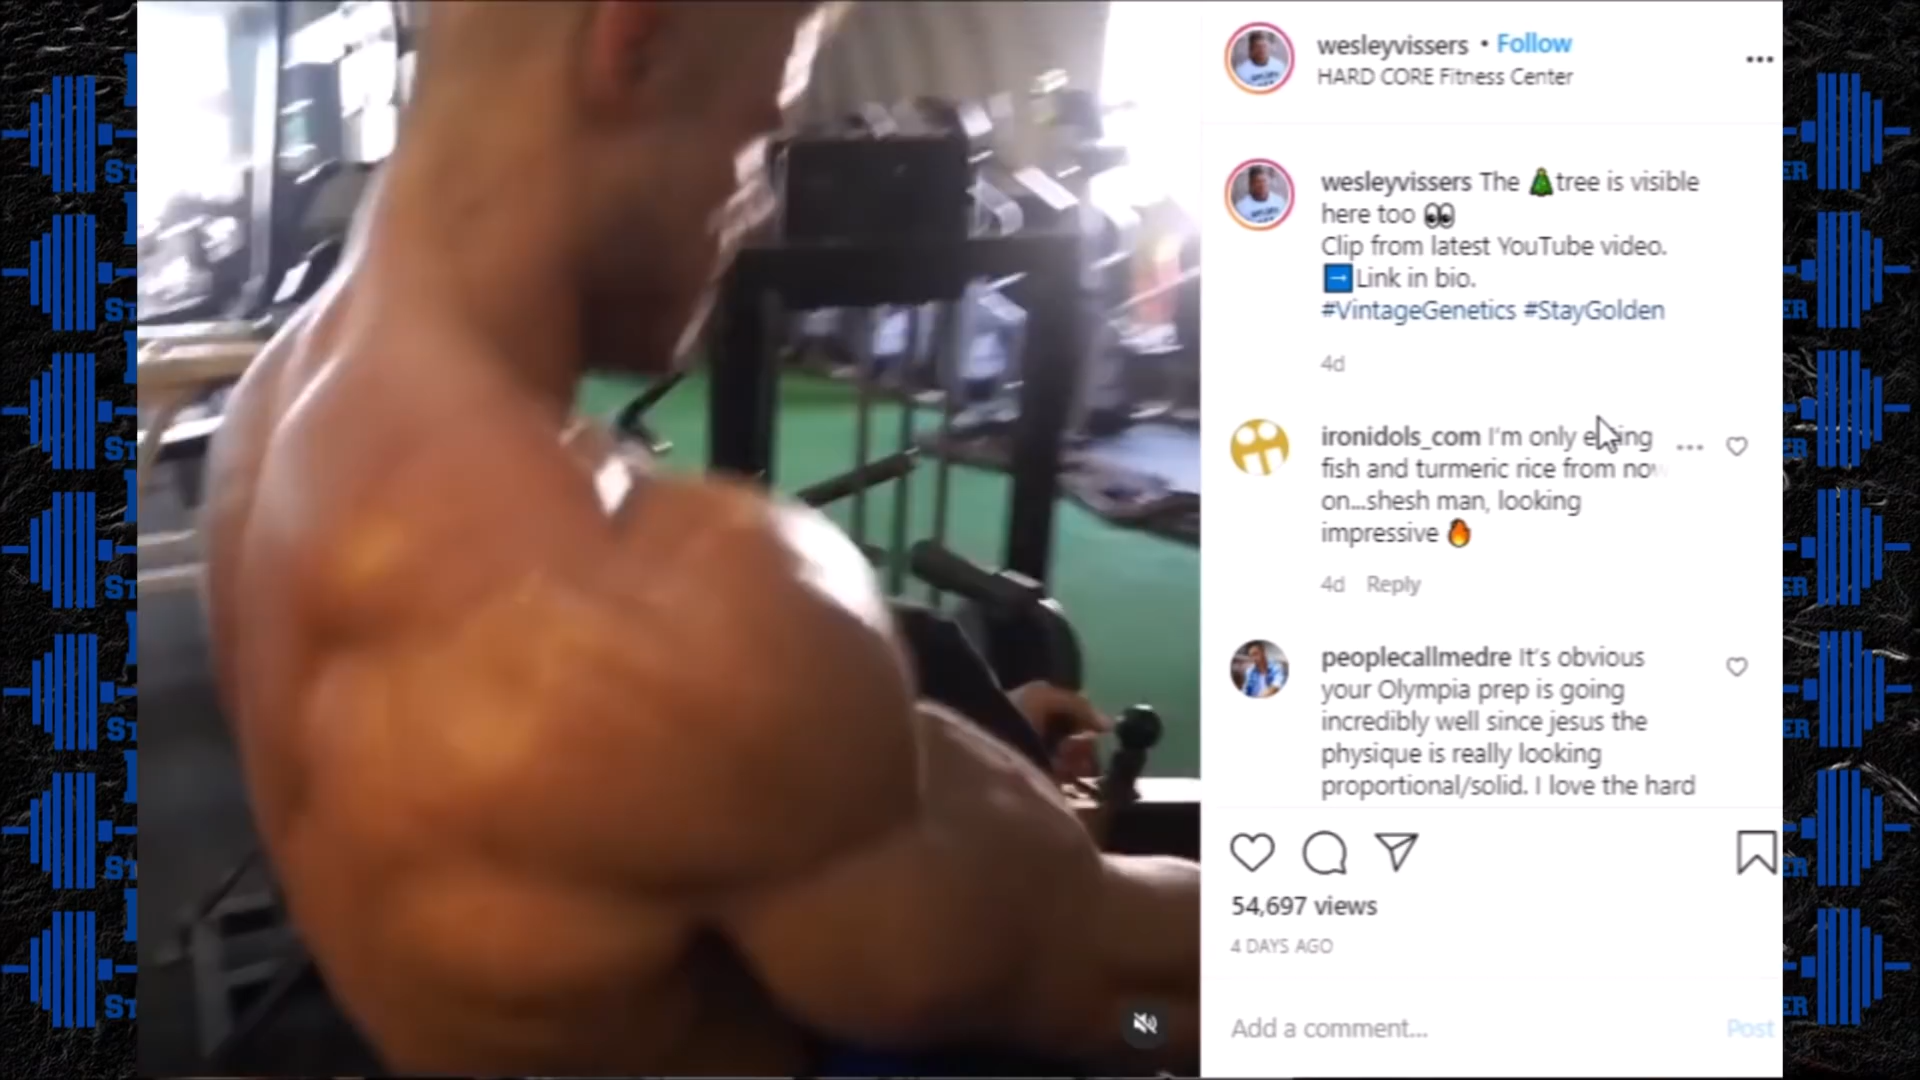 wesleyvissers • Follow
HARD CORE Fitness Center
wesleyvissers The 🎄tree is visible
here too 👀
Clip from latest YouTube video.
➡️Link in bio.
#VintageGenetics #StayGolden
4d
ironidols_com I'm only
fish and turmeric rice from now
on...shesh man, looking
impressive 🔥
4d Reply
peoplecallmedre It's obvious
your Olympia prep is going
incredibly well since jesus the
physique is really looking
proportional/solid. I love the hard
54,697 views
4 DAYS AGO
Add a comment... Post